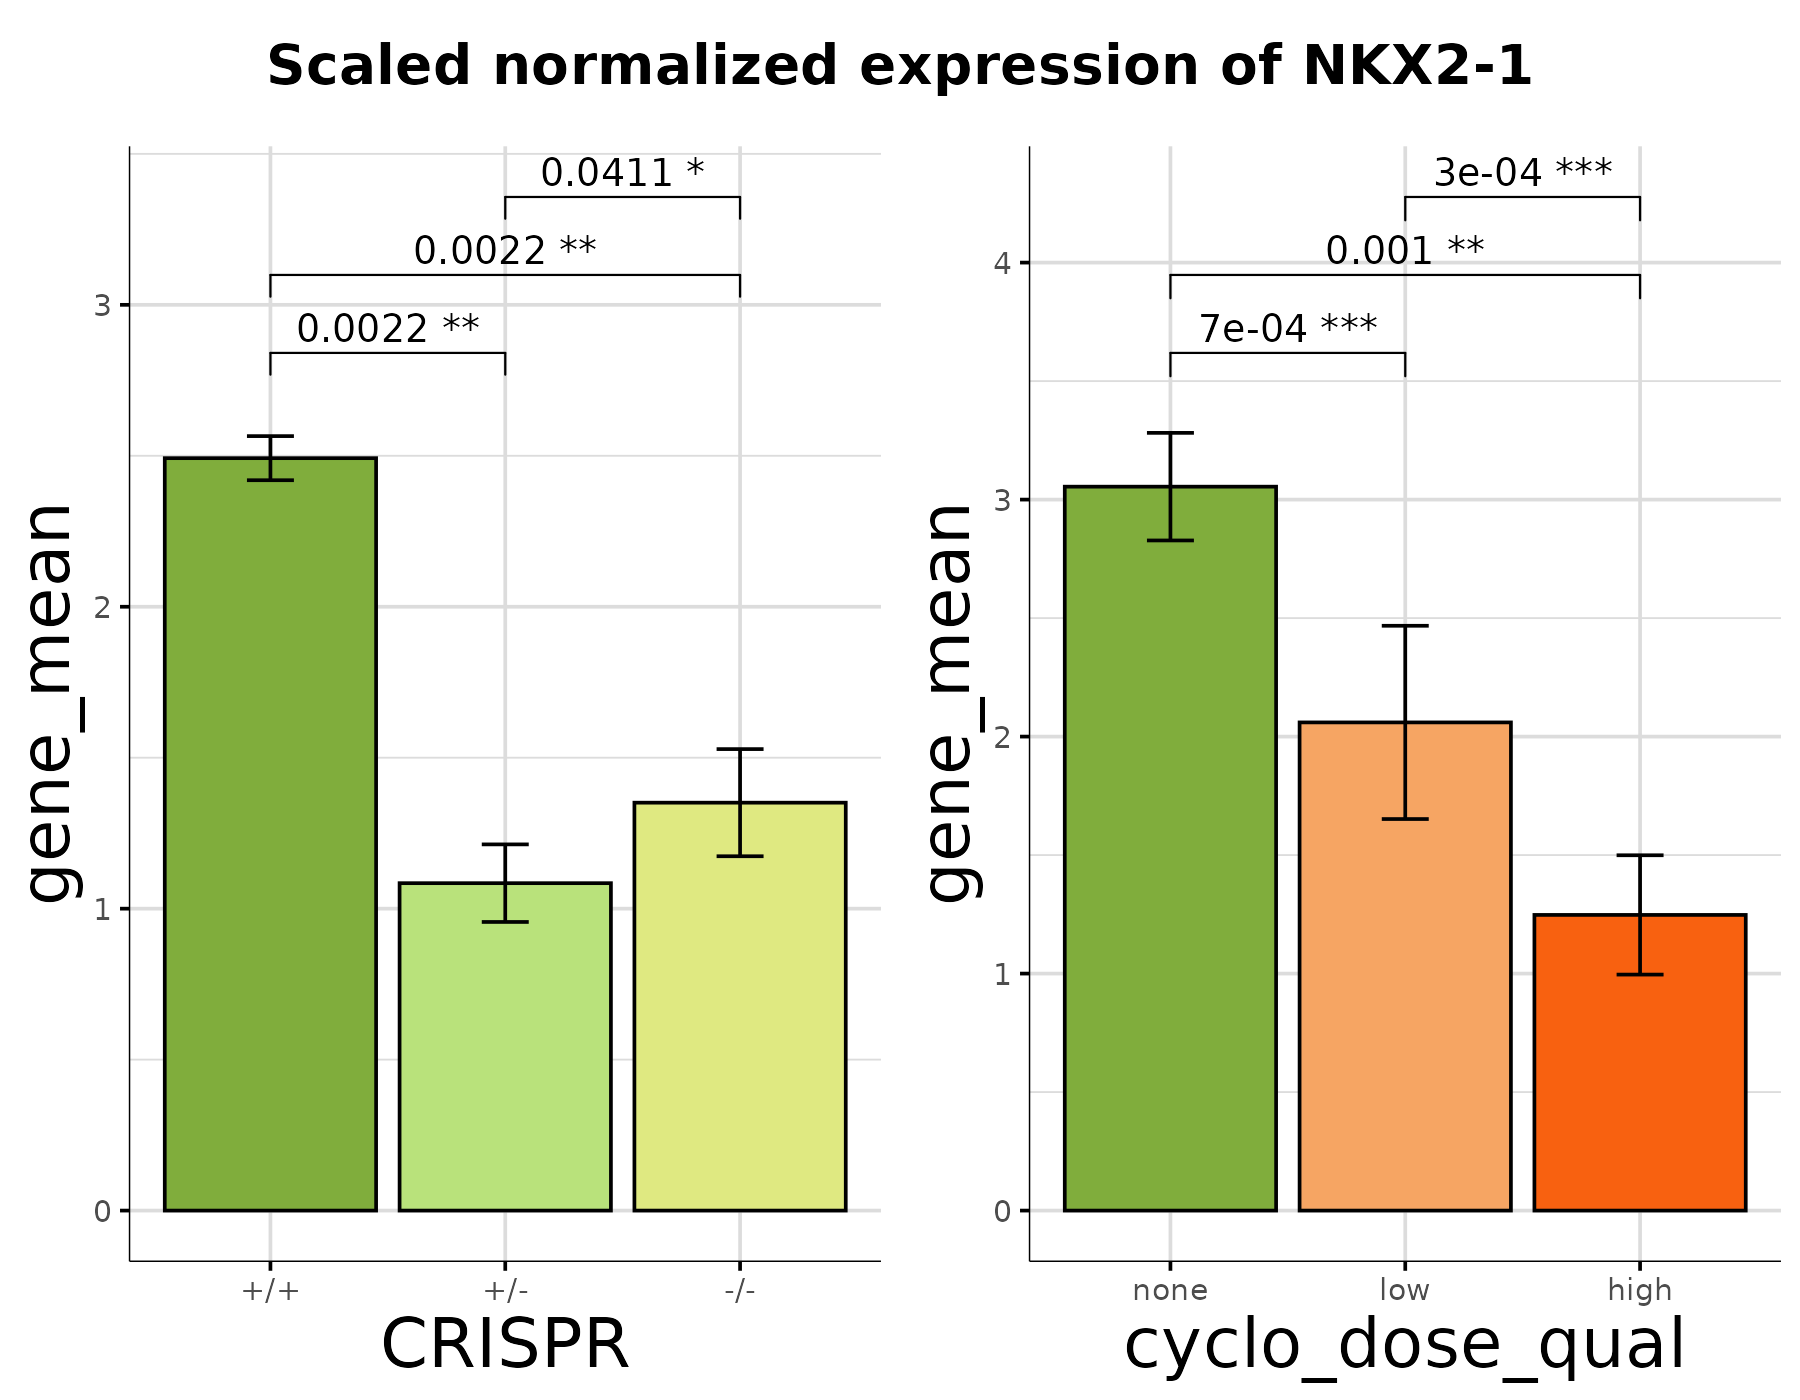 Scaled normalized expression of NKX2-1
0.0411 *
0.0022 **
0.0022 **
3
2
1
0
gene_mean
+/+ +/- -/-
CRISPR
3e-04 ***
0.001 **
7e-04 ***
4
3
2
1
0
gene_mean
none low high
cyclo_dose_qual